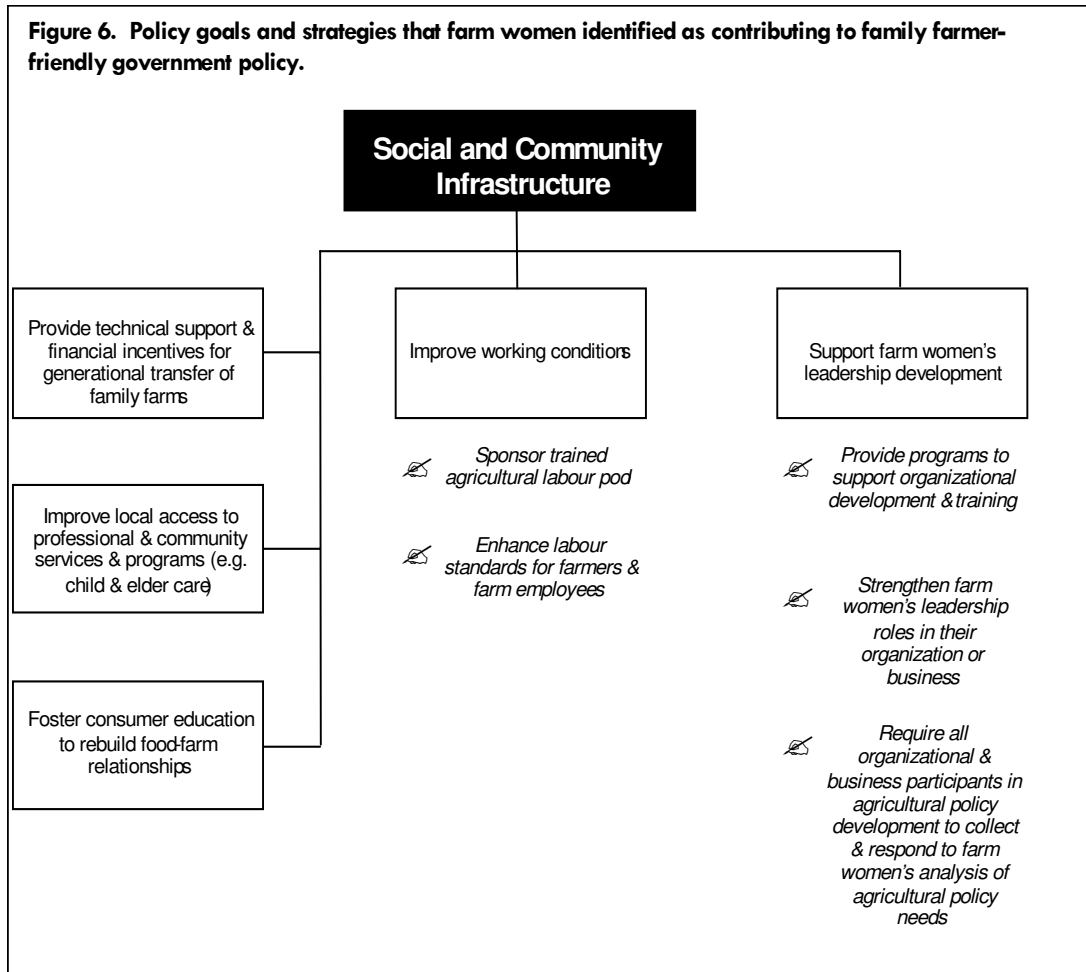 Figure 6. Policy goals and strategies that farm women identified as contributing to family farmer-
friendly government policy.
Social and Community
Infrastructure
Provide technical support &
financial incentives for
generational transfer of
family farms
Improve local access to
professional & community
services & programs (e.g.
child & elder care)
Foster consumer education
to rebuild food-farm
relationships
Improve working conditions
Sponsor trained
agricultural labour pod
Enhance labour
standards for farmers &
farm employees
Support farm women's
leadership development
Provide programs to
support organizational
development & training
Strengthen farm
women's leadership
roles in their
organization or
business
Require all
organizational &
business participants in
agricultural policy
development to collect
& respond to farm
women's analysis of
agricultural policy
needs